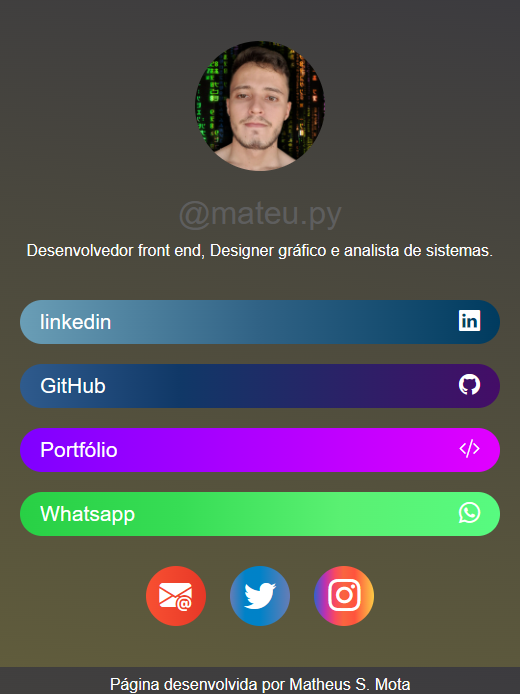 @mateu.py
Desenvolvedor front end, Designer gráfico e analista de sistemas.
linkedin
GitHub
Portfólio
Whatsapp
Página desenvolvida por Matheus S. Mota